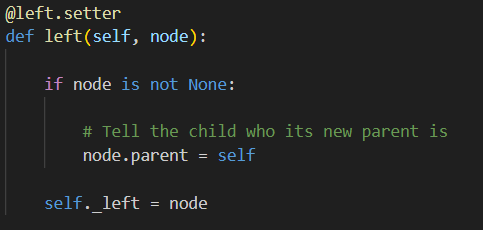 @left.setter
def left(self, node):
if node is not None:
# Tell the child who its new parent is
node.parent = self
self._left = node